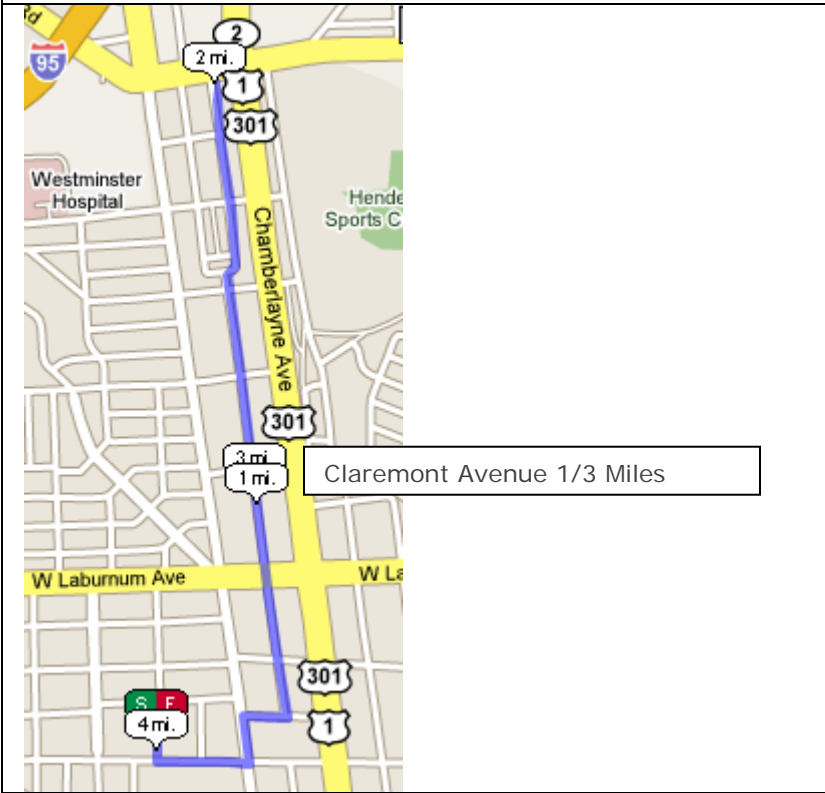 Rd
95
2
2 mi.
1
301
Westminster
Hospital
Hende
Sports C
Chamberlayne Ave
301
3 mi.
1 mi.
Claremont Avenue 1/3 Miles
W Laburnum Ave
W La
301
S F
4 mi.
1